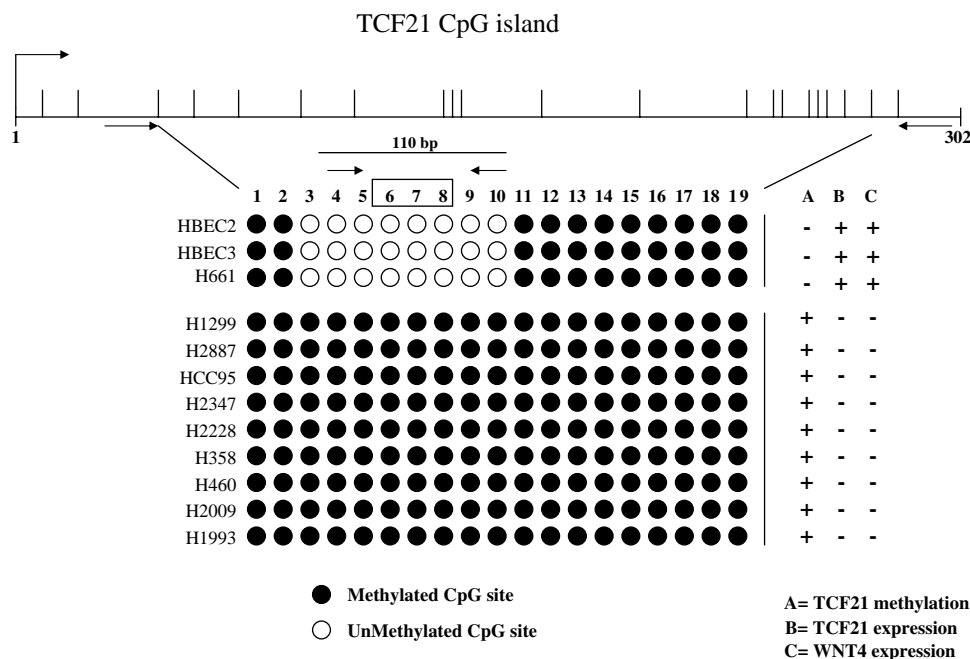 TCF21 CpG island
1 302
110 bp
1 2 3 4 5 6 7 8 9 10 11 12 13 14 15 16 17 18 19 A B C
HBEC2 - + +
HBEC3 - + +
H661 - + +
H1299 + - -
H2887 + - -
HCC95 + - -
H2347 + - -
H2228 + - -
H358 + - -
H460 + - -
H2009 + - -
H1993 + - -
Methylated CpG site
UnMethylated CpG site
A= TCF21 methylation
B= TCF21 expression
C= WNT4 expression